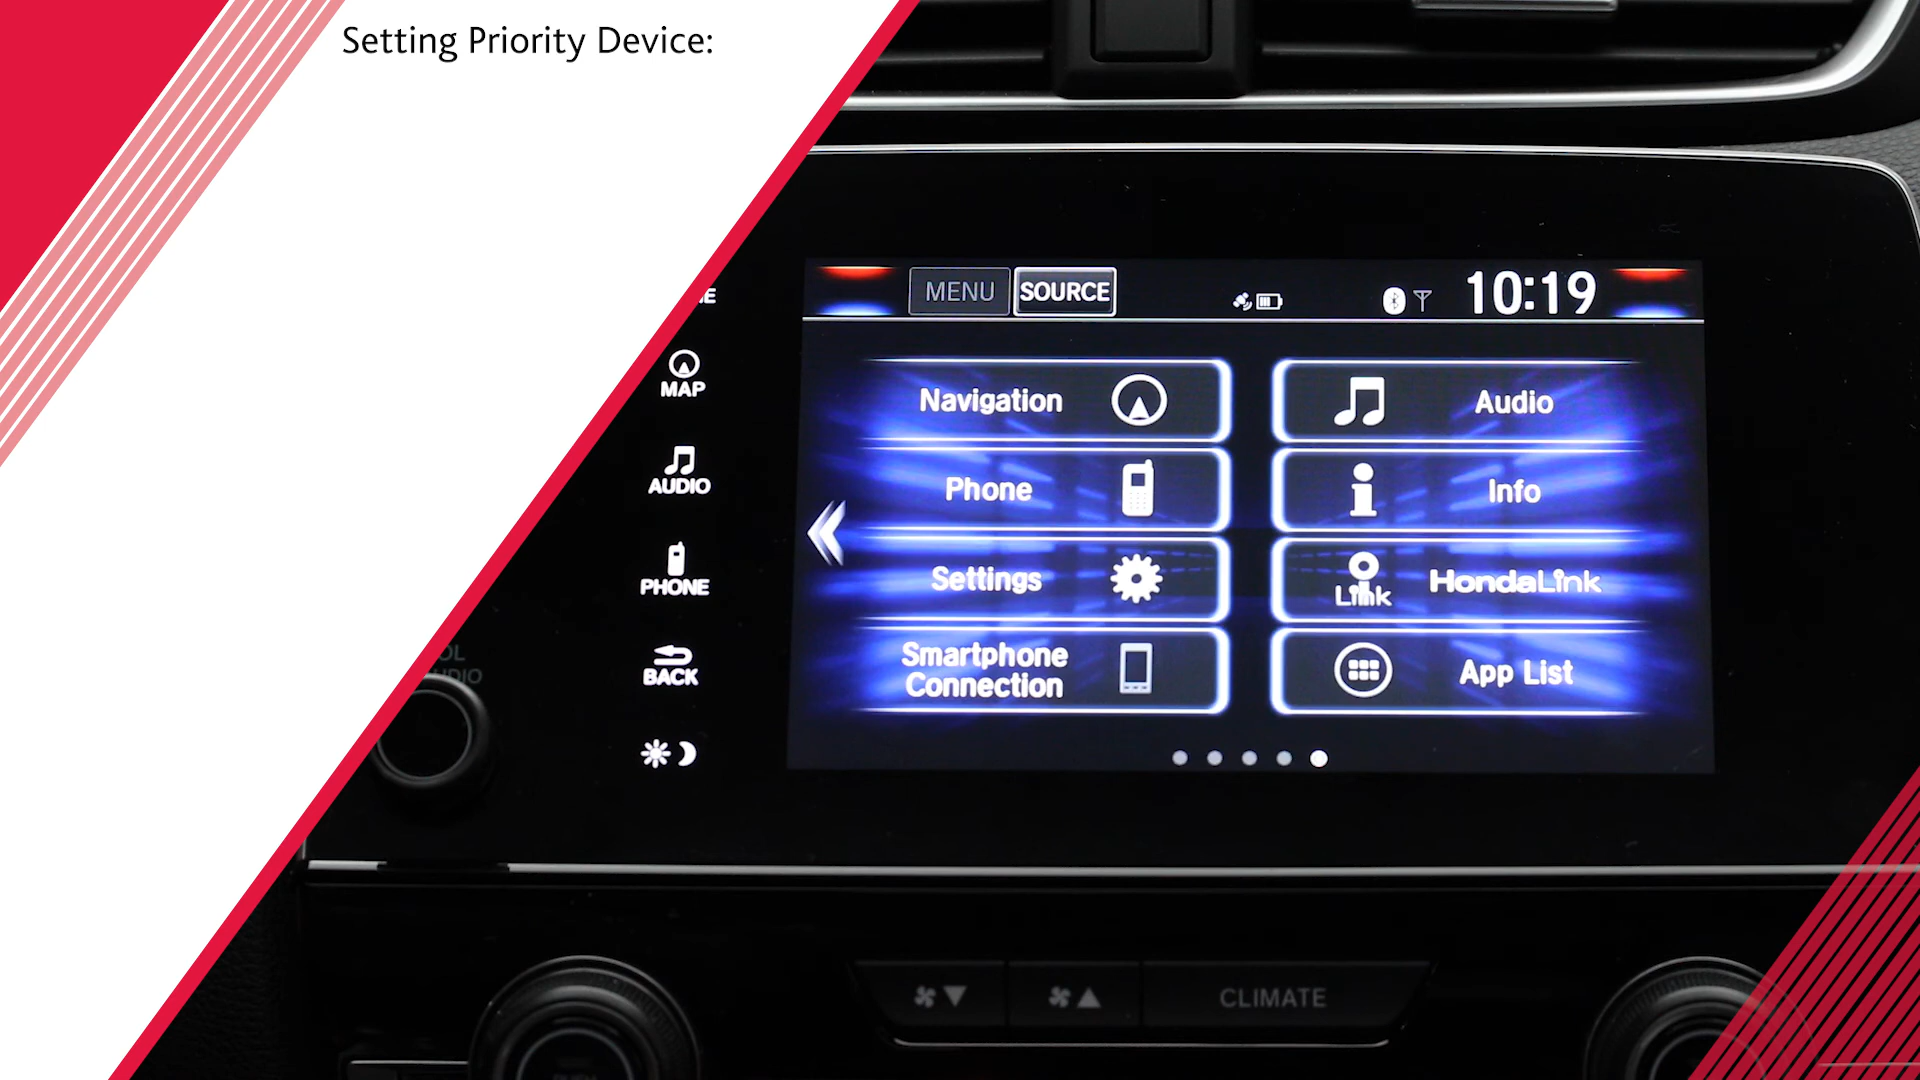 Setting Priority Device:
MENU
SOURCE
10:19
Navigation
Audio
Phone
Info
Settings
Link
HondaLink
Smartphone
Connection
App List
MAP
AUDIO
PHONE
BACK
CLIMATE